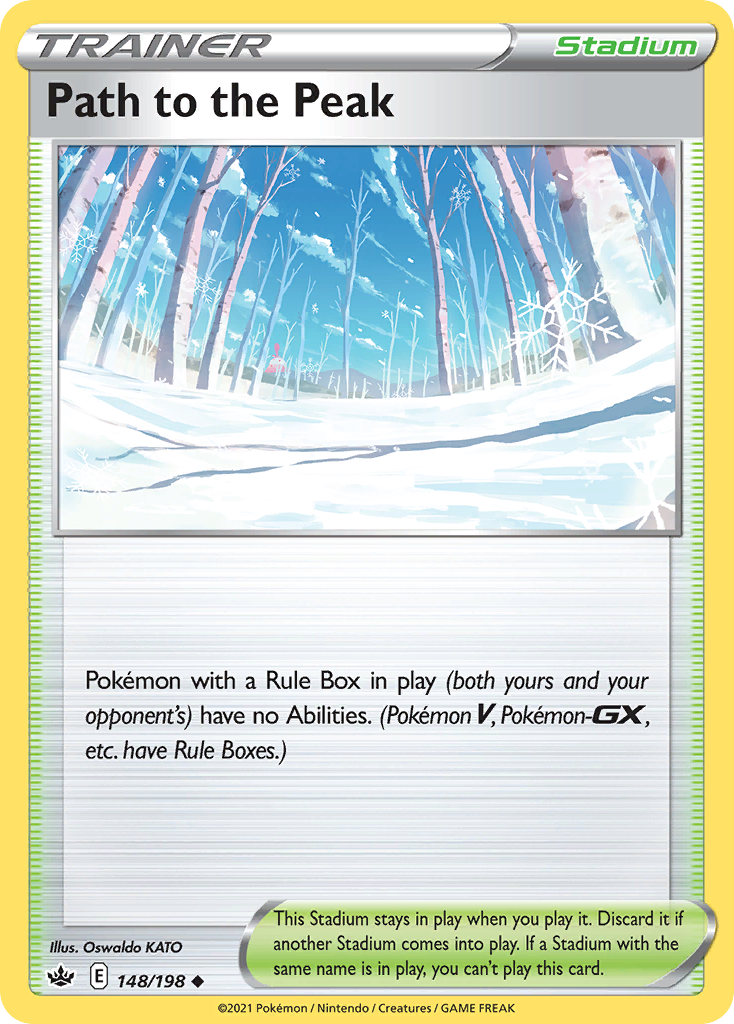 TRAINER
Stadium
Path to the Peak
Pokémon with a Rule Box in play (both yours and your
opponent's) have no Abilities. (Pokémon V, Pokémon-GX,
etc. have Rule Boxes.)
This Stadium stays in play when you play it. Discard it if
another Stadium comes into play. If a Stadium with the
same name is in play, you can't play this card.
Illus. Oswaldo KATO
E 148/198
©2021 Pokémon / Nintendo / Creatures / GAME FREAK